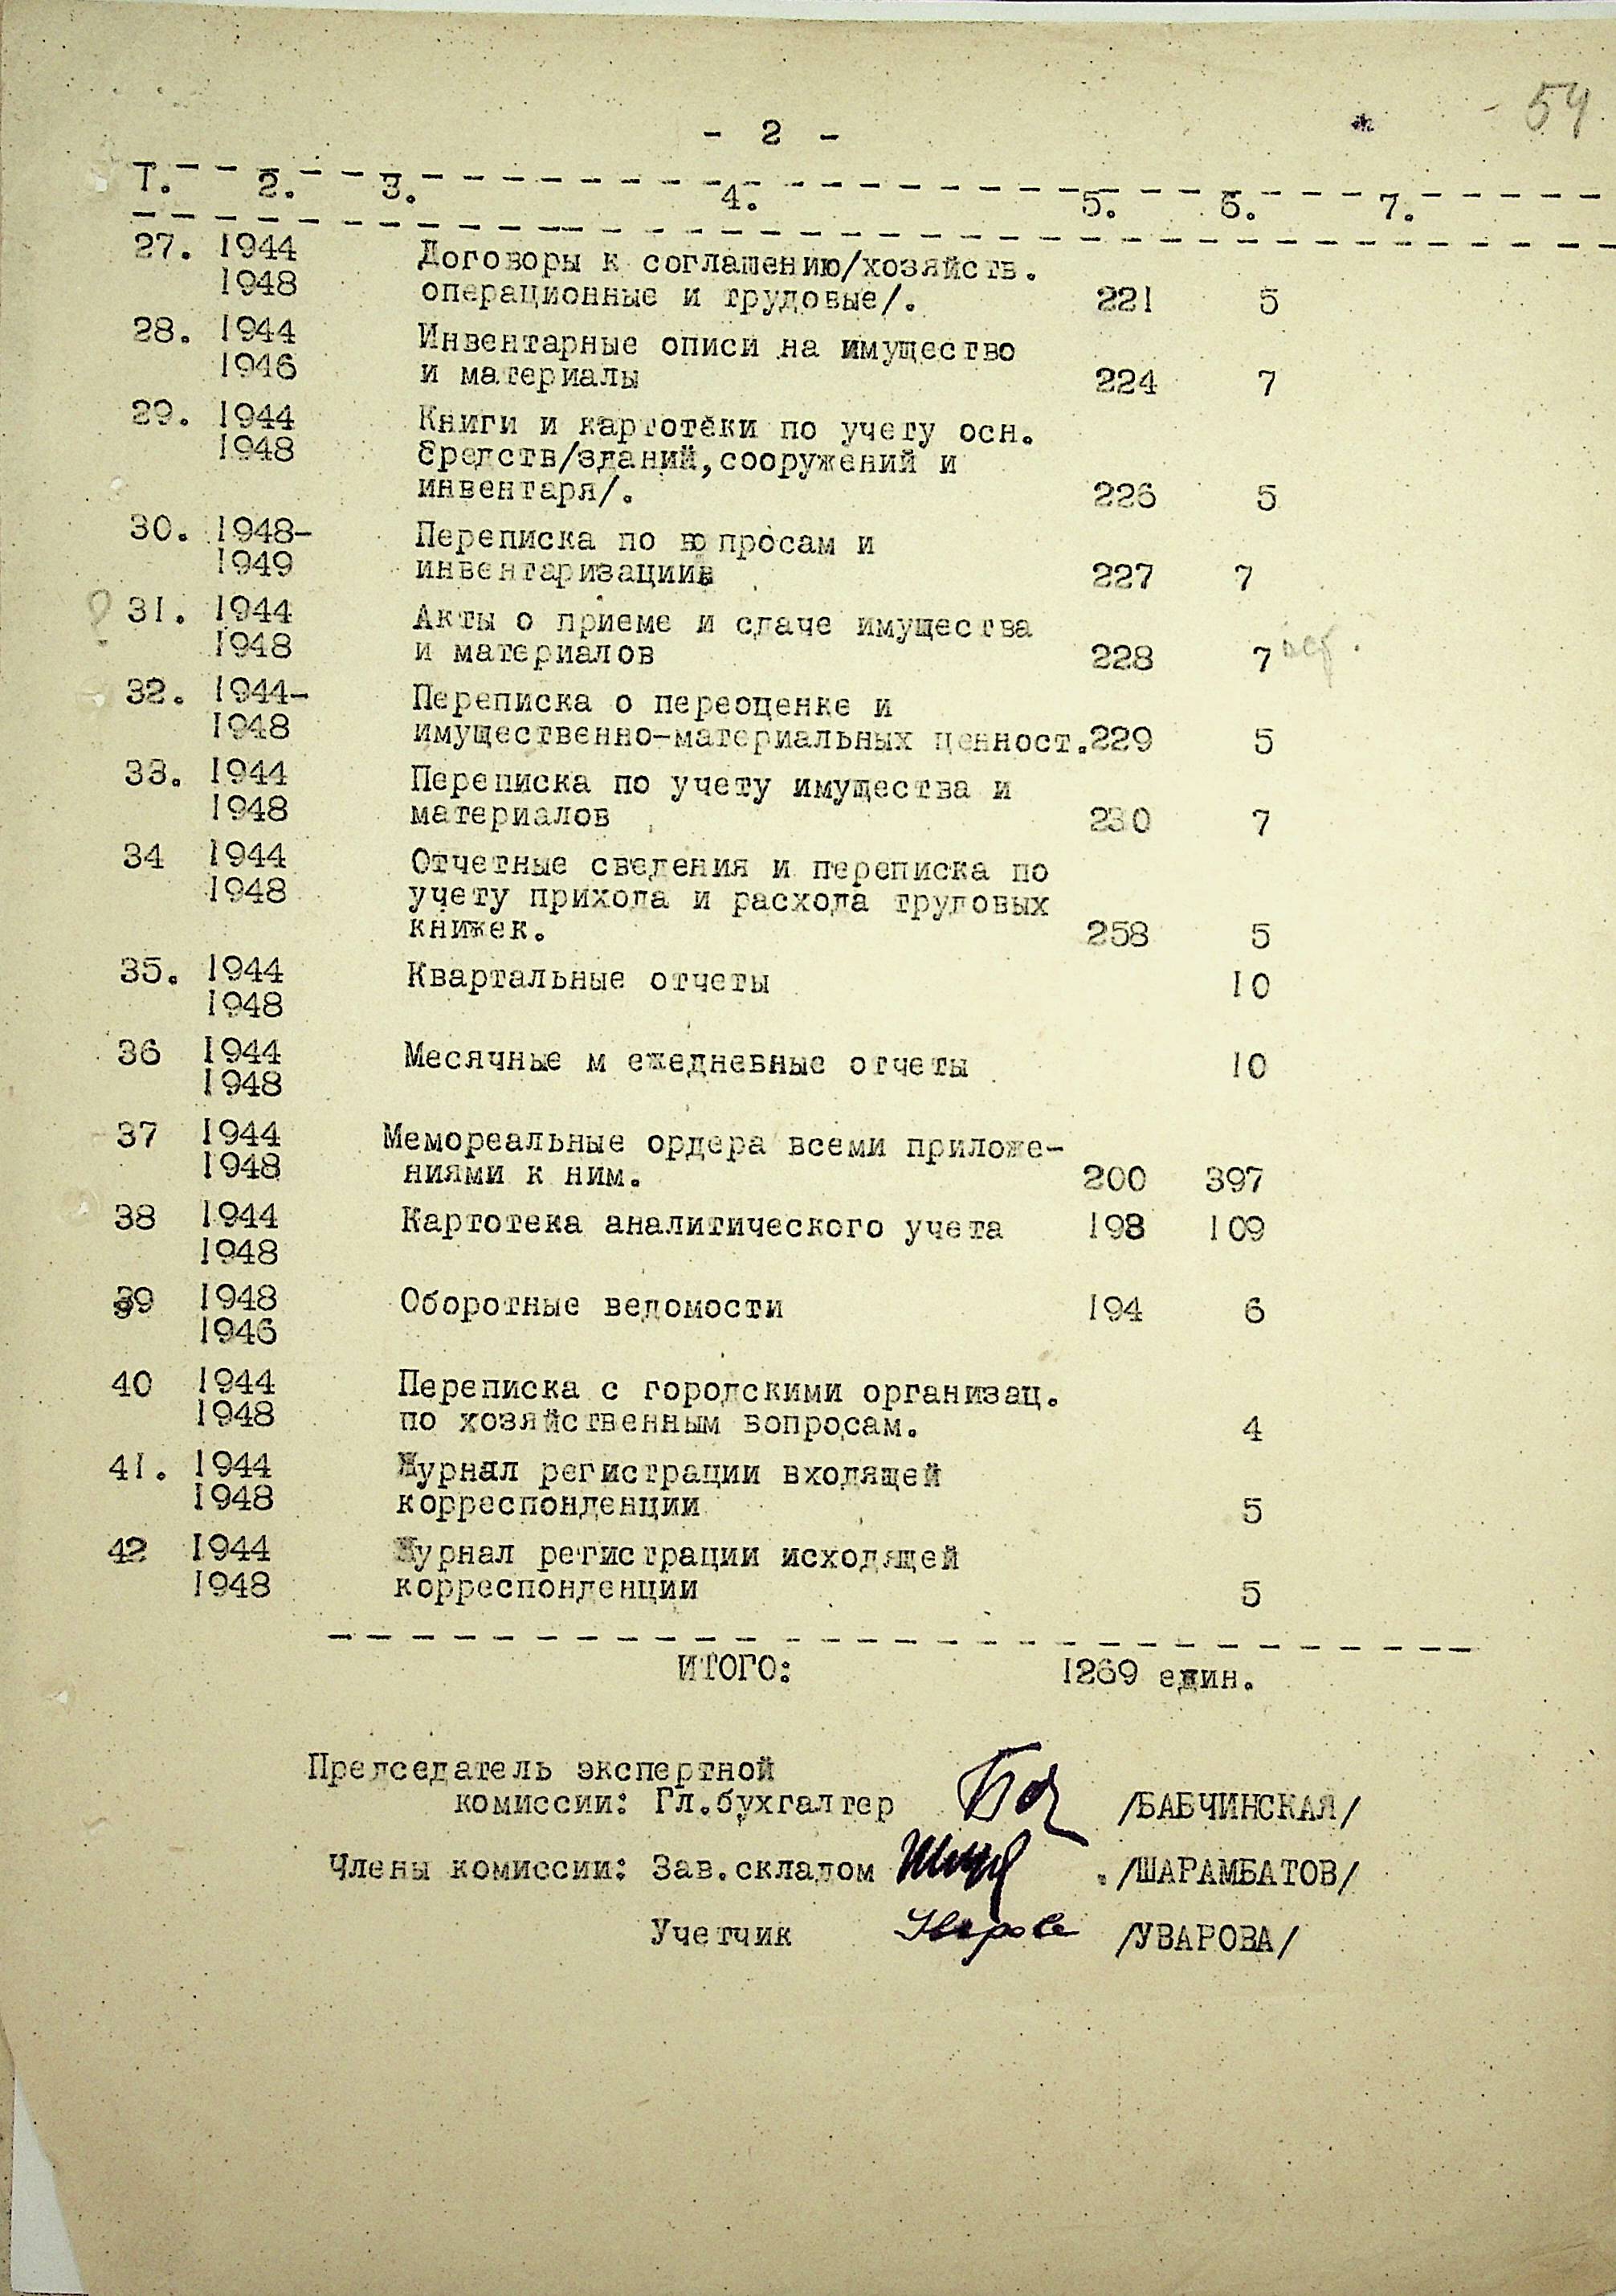 54
- 2 -
1. 2. 3. 4. 5. 6. 7.
27. 1944 Договоры к соглашению/хозяйств.
1948 операционные и трудовые/. 221 5
28. 1944 Инвентарные описи на имущество
1946 и материалы 224 7
29. 1944 Книги и картотеки по учету осн.
1948 средств/зданий,сооружений и
инвентаря/. 226 5
30. 1948- Переписка по вопросам и
1949 инвентаризации 227 7
? 31. 1944 Акты о приеме и сдаче имущества
1948 и материалов 228 7
32. 1944- Переписка о переоценке и
1948 имущественно-материальных ценност. 229 5
33. 1944 Переписка по учету имущества и
1948 материалов 230 7
34 1944 Отчетные сведения и переписка по
1948 учету прихода и расхода трудовых
книжек. 258 5
35. 1944 Квартальные отчеты 10
1948
36 1944 Месячные м ежедневные отчеты 10
1948
37 1944 Мемореальные ордера всеми приложе-
1948 ниями к ним. 200 397
38 1944 Картотека аналитического учета 198 109
1948
39 1948 Оборотные ведомости 194 6
1946
40 1944 Переписка с городскими организац.
1948 по хозяйственным вопросам. 4
41. 1944 Журнал регистрации входящей
1948 корреспонденции 5
42 1944 Журнал регистрации исходящей
1948 корреспонденции 5
ИТОГО: 1269 един.
Председатель экспертной
комиссии: Гл.бухгалтер /БАБЧИНСКАЯ/
Члены комиссии: Зав.складом ./ШАРАМБАТОВ/
Учетчик /УВАРОВА/